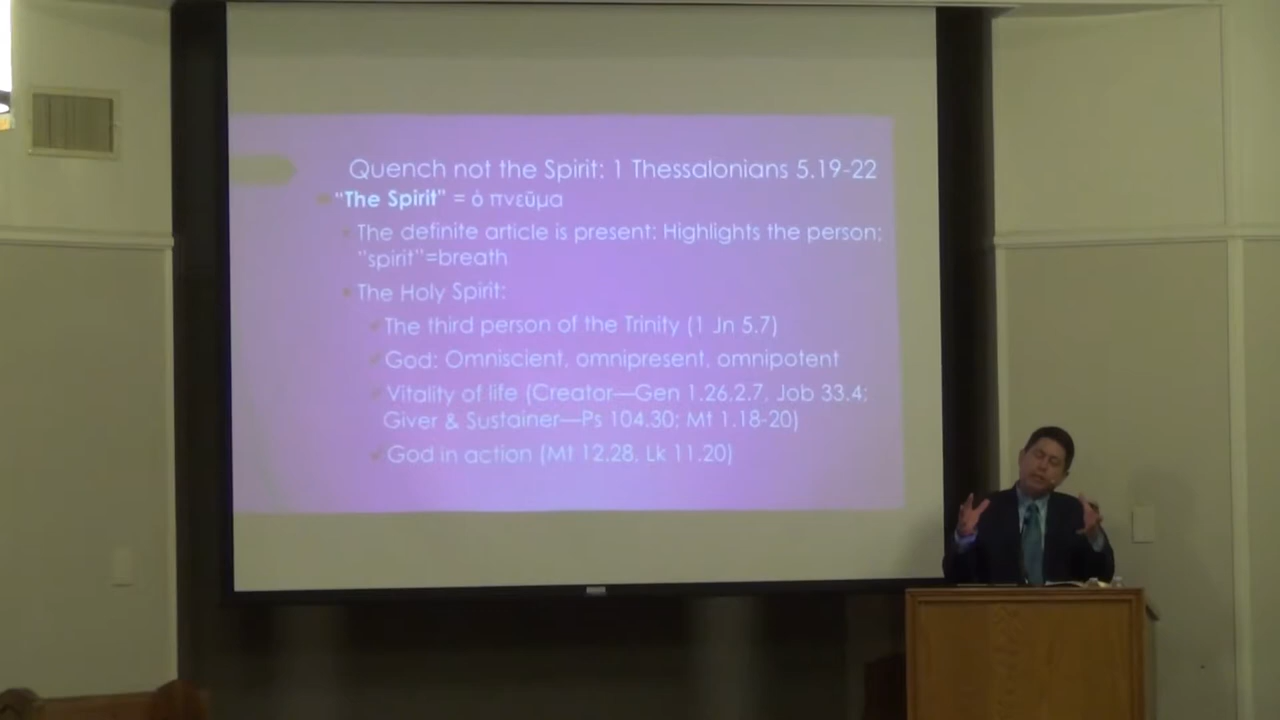 Quench not the Spirit: 1 Thessalonians 5.19-22
"The Spirit" = ὁ πνεῦμα
The definite article is present: Highlights the person;
"spirit"=breath
The Holy Spirit:
The third person of the Trinity (1 Jn 5.7)
God: Omniscient, omnipresent, omnipotent
Vitality of life (Creator—Gen 1.26,2.7, Job 33.4;
Giver & Sustainer—Ps 104.30; Mt 1.18-20)
God in action (Mt 12.28, Lk 11.20)